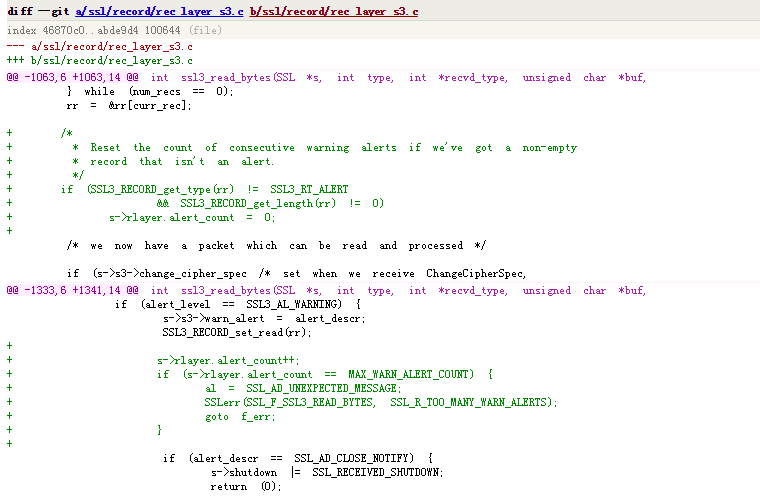 diff --git a/ssl/record/rec_layer_s3.c b/ssl/record/rec_layer_s3.c
index 46870c0..abde9d4 100644 (file)
--- a/ssl/record/rec_layer_s3.c
+++ b/ssl/record/rec_layer_s3.c
@@ -1063,6 +1063,14 @@ int ssl3_read_bytes(SSL *s, int type, int *recvd_type, unsigned char *buf,
} while (num_recs == 0);
rr = &rr[curr_rec];
+ /*
+ * Reset the count of consecutive warning alerts if we've got a non-empty
+ * record that isn't an alert.
+ */
+ if (SSL3_RECORD_get_type(rr) != SSL3_RT_ALERT
+ && SSL3_RECORD_get_length(rr) != 0)
+ s->rlayer.alert_count = 0;
+
/* we now have a packet which can be read and processed */
if (s->s3->change_cipher_spec /* set when we receive ChangeCipherSpec,
@@ -1333,6 +1341,14 @@ int ssl3_read_bytes(SSL *s, int type, int *recvd_type, unsigned char *buf,
if (alert_level == SSL3_AL_WARNING) {
s->s3->warn_alert = alert_descr;
SSL3_RECORD_set_read(rr);
+
+ s->rlayer.alert_count++;
+ if (s->rlayer.alert_count == MAX_WARN_ALERT_COUNT) {
+ al = SSL_AD_UNEXPECTED_MESSAGE;
+ SSLerr(SSL_F_SSL3_READ_BYTES, SSL_R_TOO_MANY_WARN_ALERTS);
+ goto f_err;
+ }
+
if (alert_descr == SSL_AD_CLOSE_NOTIFY) {
s->shutdown |= SSL_RECEIVED_SHUTDOWN;
return (0);